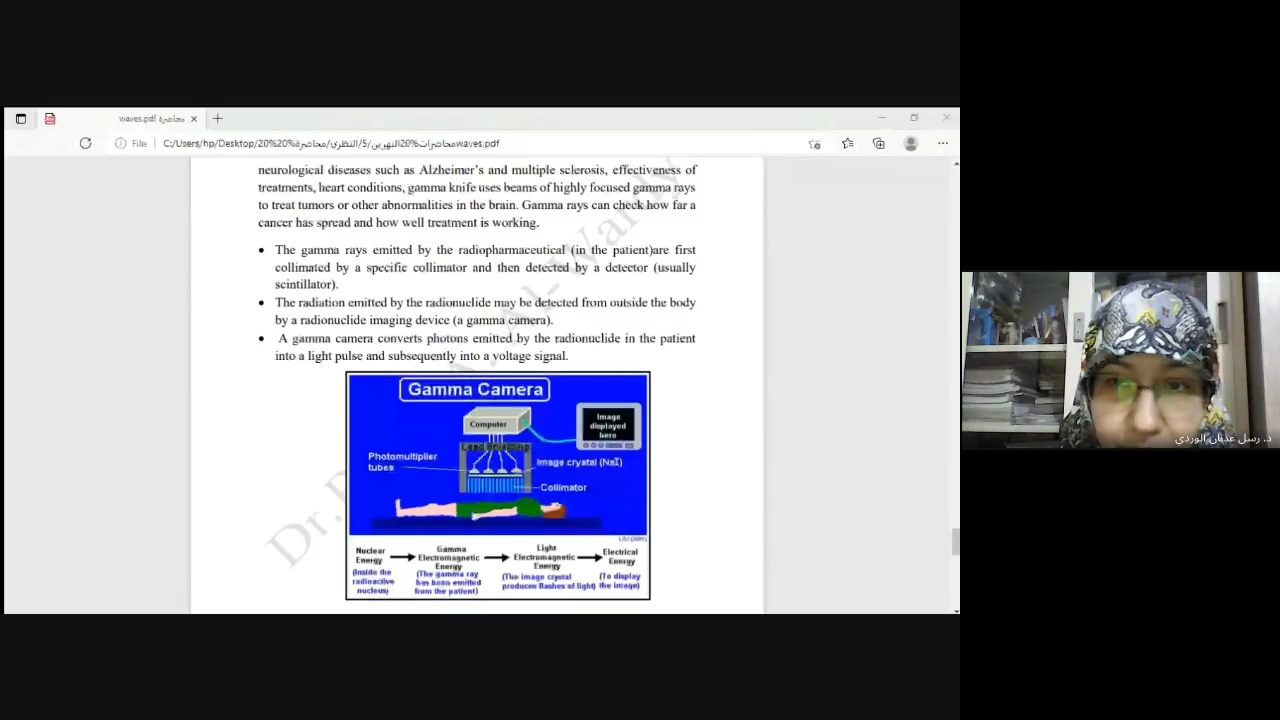 محاضرة waves.pdf
File
C:/Users/hp/Desktop/20%20%محاضرة/النظري/5/النهرين%20محاضرات waves.pdf
neurological diseases such as Alzheimer's and multiple sclerosis, effectiveness of
treatments, heart conditions, gamma knife uses beams of highly focused gamma rays
to treat tumors or other abnormalities in the brain. Gamma rays can check how far a
cancer has spread and how well treatment is working.
• The gamma rays emitted by the radiopharmaceutical (in the patient)are first
collimated by a specific collimator and then detected by a detector (usually
scintillator).
• The radiation emitted by the radionuclide may be detected from outside the body
by a radionuclide imaging device (a gamma camera).
• A gamma camera converts photons emitted by the radionuclide in the patient
into a light pulse and subsequently into a voltage signal.
Gamma Camera
Computer
Image
displayed
here
Lead Shielding
Photomultiplier
tubes
Image crystal (NaI)
Collimator
Nuclear
Energy
(Inside the
radioactive
nucleus)
Gamma
Electromagnetic
Energy
(The gamma ray
has been emitted
from the patient)
Light
Electromagnetic
Energy
(The image crystal
produces flashes of light)
Electrical
Energy
(To display
the image)
Dr. A. Al-Wardy
د. رسل عدنان الوردي